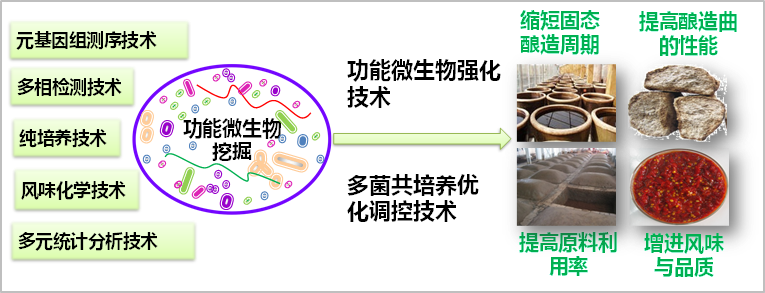 元基因组测序技术
多相检测技术
纯培养技术
风味化学技术
多元统计分析技术
功能微生物
挖掘
功能微生物强化
技术
多菌共培养优
化调控技术
缩短固态
酿造周期
提高酿造曲
的性能
提高原料利
用率
增进风味
与品质